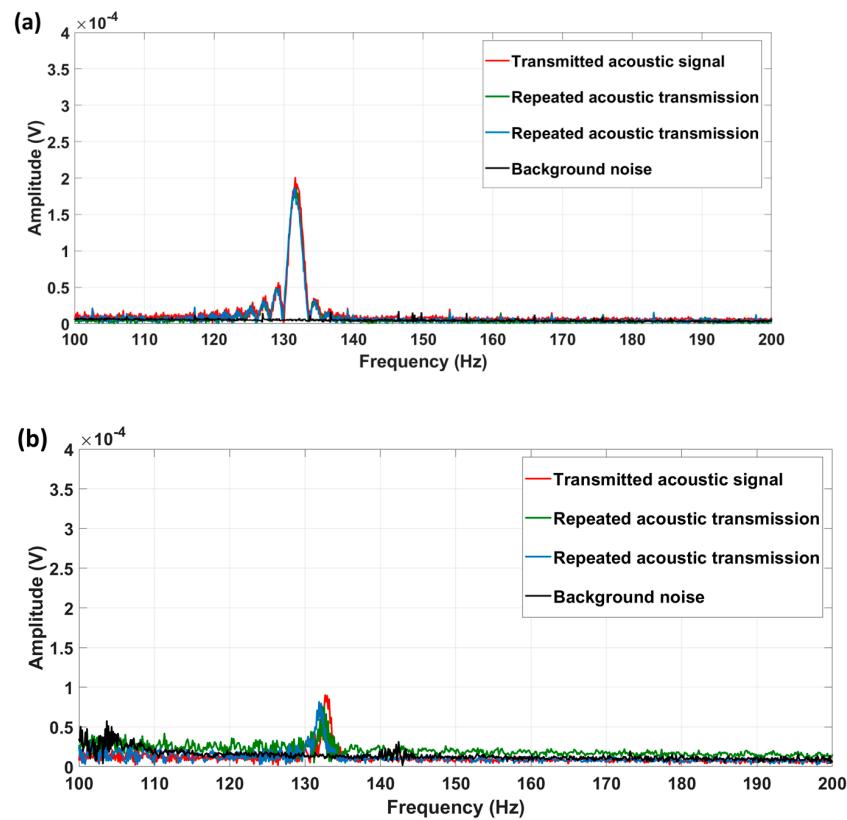 (a)
×10-4
4
3.5
3
2.5
2
1.5
1
0.5
0
Amplitude (V)
Transmitted acoustic signal
Repeated acoustic transmission
Repeated acoustic transmission
Background noise
100 110 120 130 140 150 160 170 180 190 200
Frequency (Hz)
(b)
×10-4
4
3.5
3
2.5
2
1.5
1
0.5
0
Amplitude (V)
Transmitted acoustic signal
Repeated acoustic transmission
Repeated acoustic transmission
Background noise
100 110 120 130 140 150 160 170 180 190 200
Frequency (Hz)